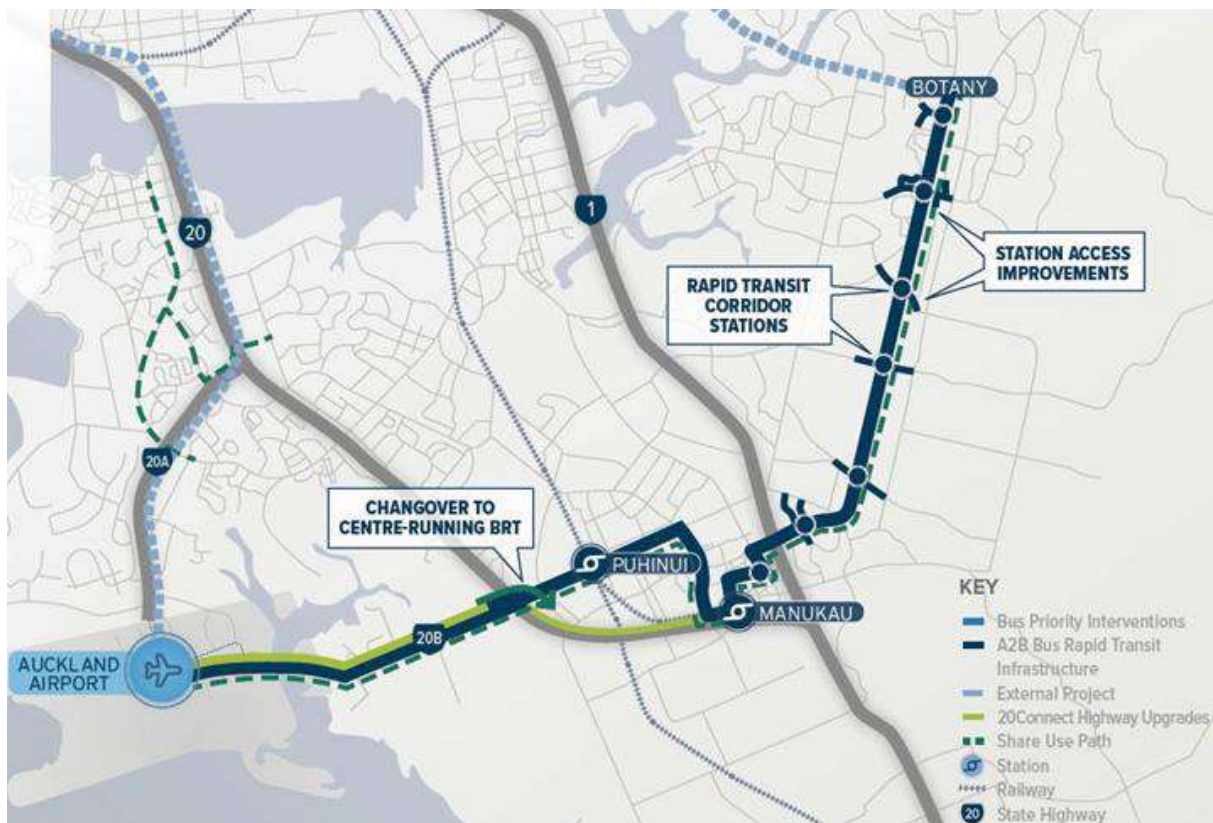 BOTANY
20
1
STATION ACCESS
IMPROVEMENTS
RAPID TRANSIT
CORRIDOR
STATIONS
20A
CHANGOVER TO
CENTRE-RUNNING BRT
PUHINUI
MANUKAU
20B
AUCKLAND
AIRPORT
KEY
Bus Priority Interventions
A2B Bus Rapid Transit
Infrastructure
External Project
20Connect Highway Upgrades
Share Use Path
Station
Railway
20 State Highway